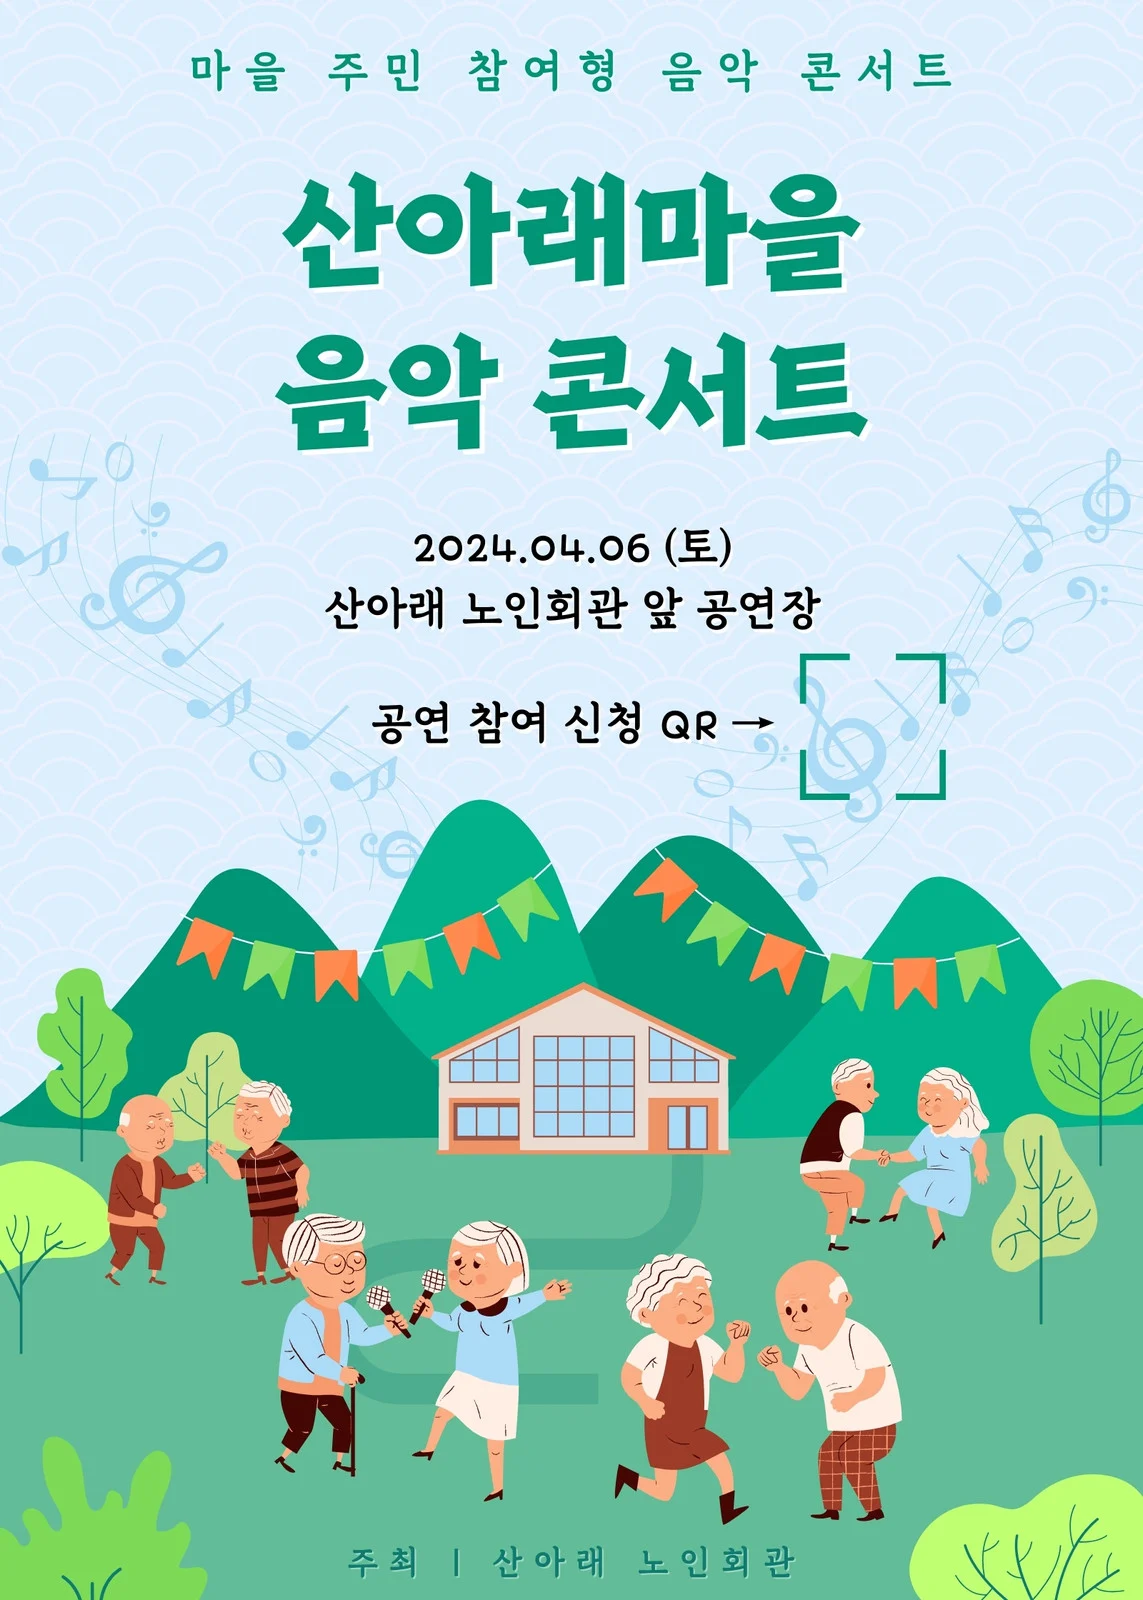 마을 주민 참여형 음악 콘서트
산아래마을
음악 콘서트
2024.04.06 (토)
산아래 노인회관 앞 공연장
공연 참여 신청 QR →
주최 | 산아래 노인회관